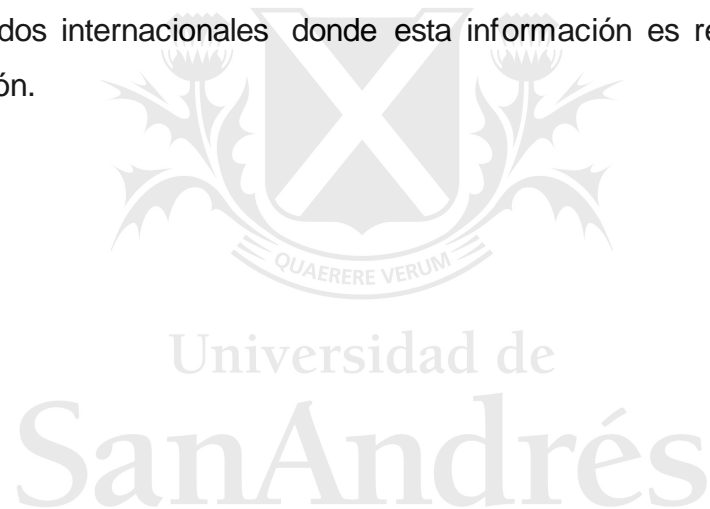 dos internacionales donde esta información es re
ón.
QUAERERE VERUM
Universidad de
SanAndrés